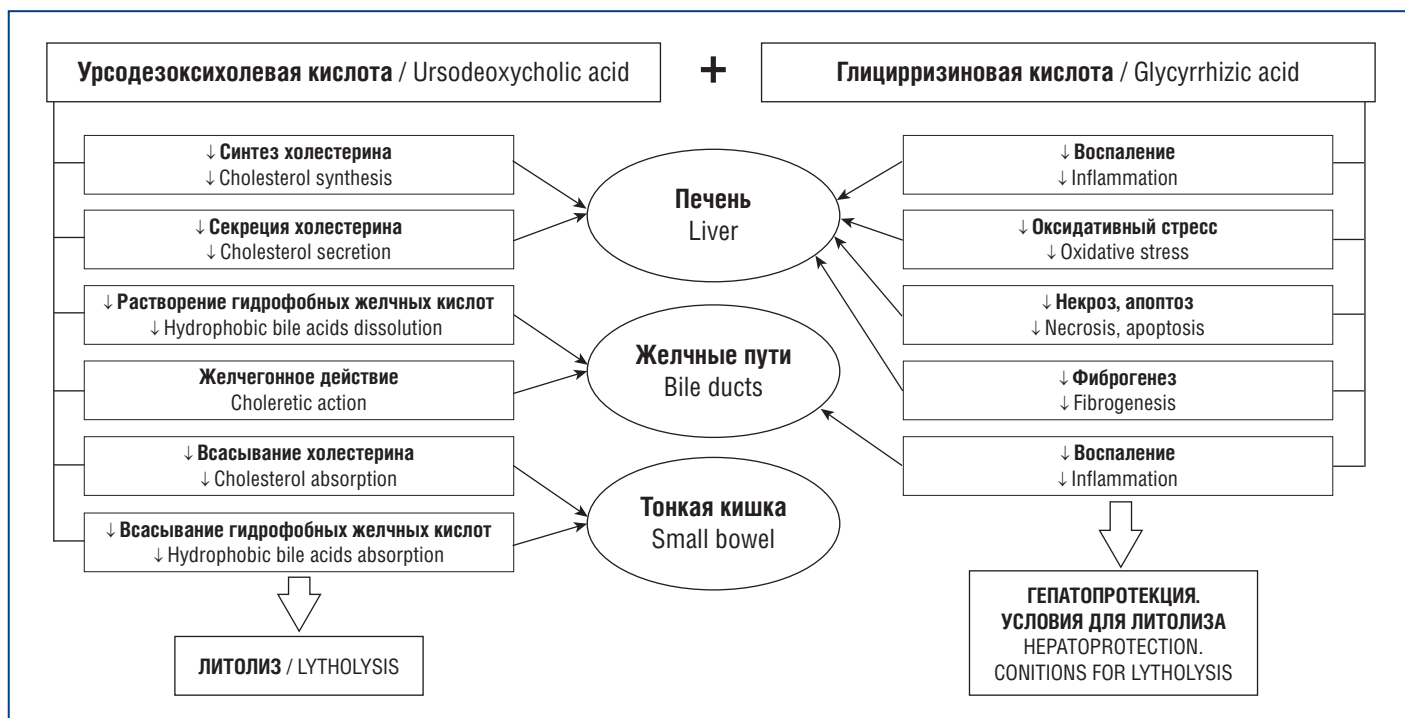 Урсодезоксихолевая кислота / Ursodeoxycholic acid
+
Глицирризиновая кислота / Glycyrrhizic acid
↓ Синтез холестерина
↓ Cholesterol synthesis
↓ Секреция холестерина
↓ Cholesterol secretion
↓ Растворение гидрофобных желчных кислот
↓ Hydrophobic bile acids dissolution
Желчегонное действие
Choleretic action
↓ Всасывание холестерина
↓ Cholesterol absorption
↓ Всасывание гидрофобных желчных кислот
↓ Hydrophobic bile acids absorption
ЛИТОЛИЗ / LYTHOLYSIS
Печень
Liver
Желчные пути
Bile ducts
Тонкая кишка
Small bowel
↓ Воспаление
↓ Inflammation
↓ Оксидативный стресс
↓ Oxidative stress
↓ Некроз, апоптоз
↓ Necrosis, apoptosis
↓ Фиброгенез
↓ Fibrogenesis
↓ Воспаление
↓ Inflammation
ГЕПАТОПРОТЕКЦИЯ.
УСЛОВИЯ ДЛЯ ЛИТОЛИЗА
HEPATOPROTECTION.
CONITIONS FOR LYTHOLYSIS